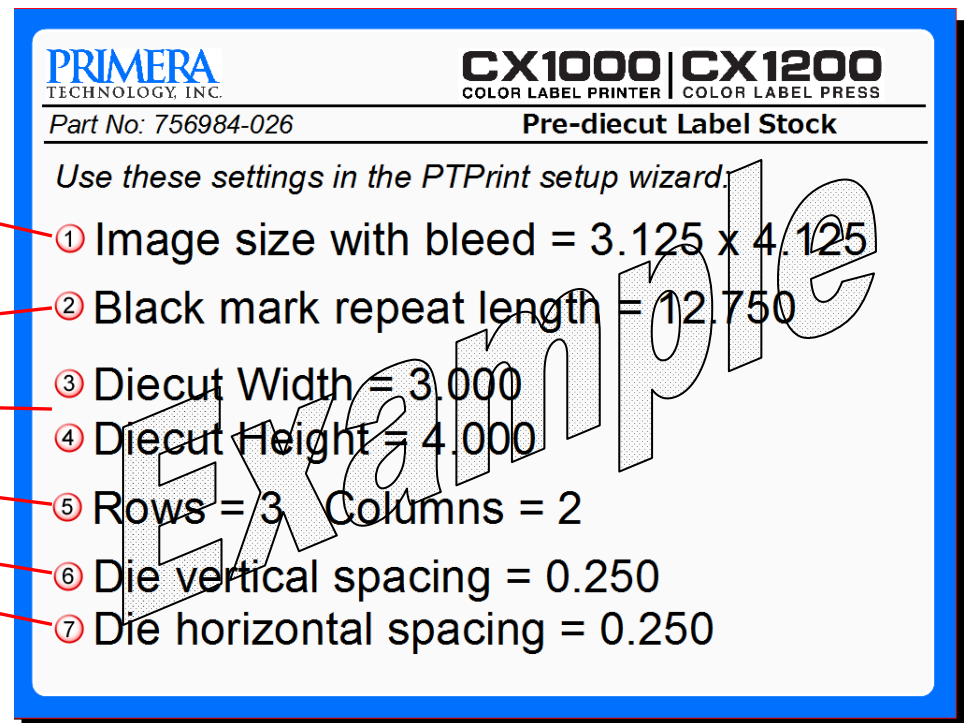 PRIMERA
TECHNOLOGY, INC.
CX1000 | CX1200
COLOR LABEL PRINTER COLOR LABEL PRESS
Part No: 756984-026 Pre-diecut Label Stock
Use these settings in the PTPrint setup wizard:
1 Image size with bleed = 3.125 x 4.125
2 Black mark repeat length = 12.750
3 Diecut Width = 3.000
4 Diecut Height = 4.000
5 Rows = 3 Columns = 2
6 Die vertical spacing = 0.250
7 Die horizontal spacing = 0.250
Example